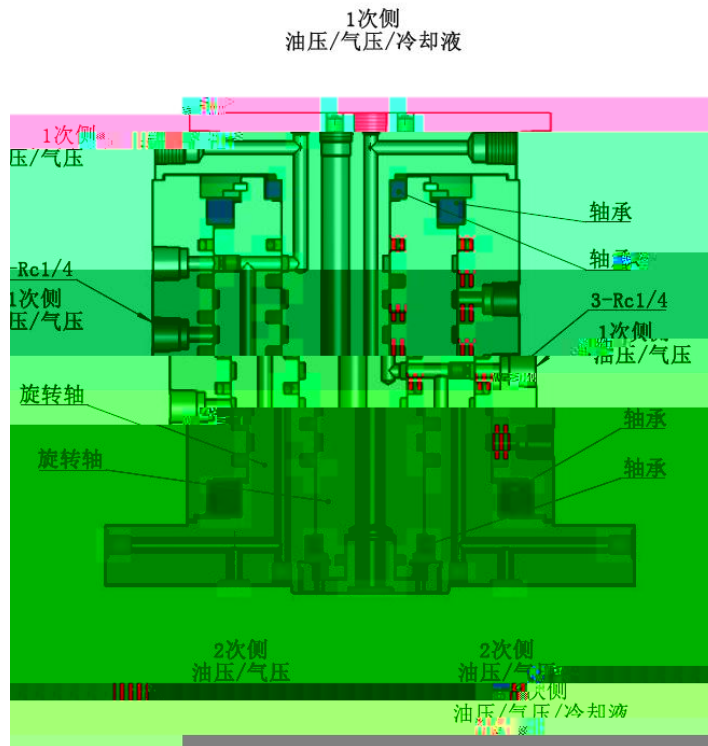 1次侧
油压/气压/冷却液
1次侧
压/气压
轴承
轴承
-Rc1/4
1次侧
压/气压
3-Rc1/4
1次侧
油压/气压
旋转轴
轴承
旋转轴
轴承
2次侧
油压/气压
2次侧
油压/气压
次侧
油压/气压/冷却液